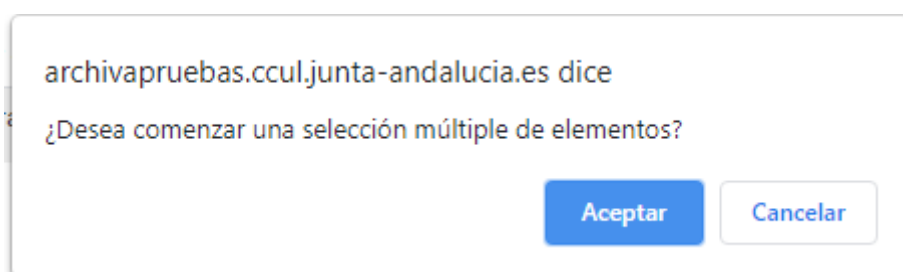 archivapruebas.ccul.junta-andalucia.es dice
¿Desea comenzar una selección múltiple de elementos?
Aceptar Cancelar